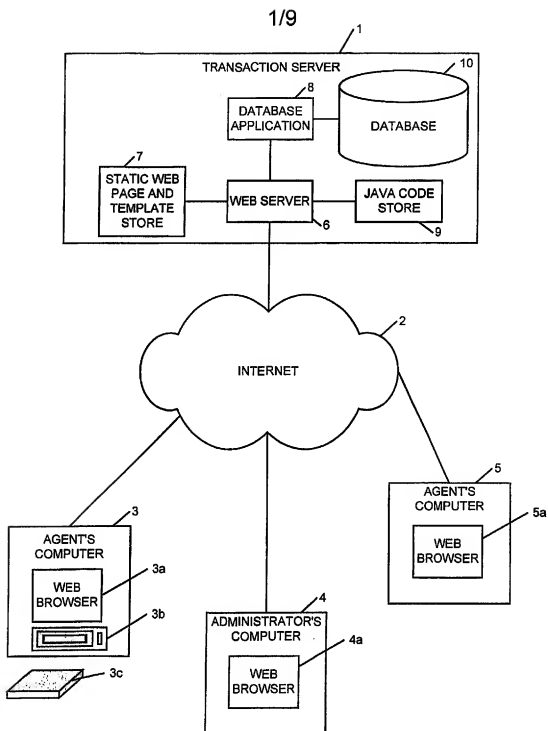 1/9
1
TRANSACTION SERVER
10
8
DATABASE
APPLICATION
DATABASE
7
STATIC WEB
PAGE AND
TEMPLATE
STORE
WEB SERVER
6
JAVA CODE
STORE
9
2
INTERNET
3
AGENT'S
COMPUTER
WEB
BROWSER
3a
3b
3c
4
ADMINISTRATOR'S
COMPUTER
WEB
BROWSER
4a
5
AGENT'S
COMPUTER
WEB
BROWSER
5a